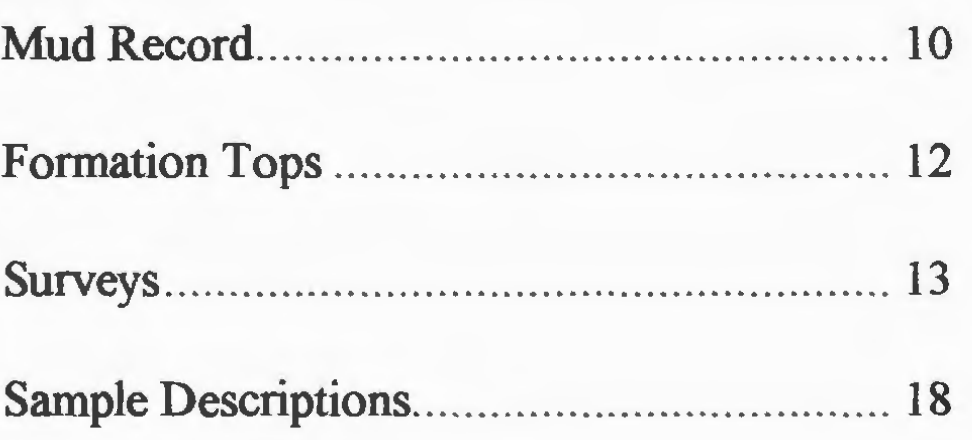 Mud Record.................................................. 10
Formation Tops ............................................ 12
Surveys......................................................... 13
Sample Descriptions..................................... 18